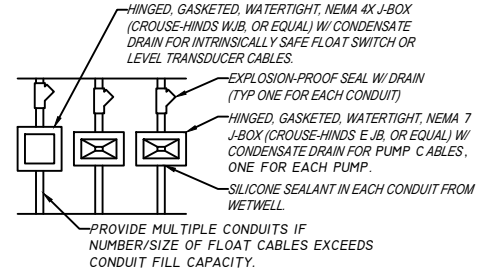 HINGED, GASKETED, WATERTIGHT, NEMA 4X J-BOX
(CROUSE-HINDS WJB, OR EQUAL) W/ CONDENSATE
DRAIN FOR INTRINSICALLY SAFE FLOAT SWITCH OR
LEVEL TRANSDUCER CABLES.
EXPLOSION-PROOF SEAL W/ DRAIN
(TYP ONE FOR EACH CONDUIT)
HINGED, GASKETED, WATERTIGHT, NEMA 7
J-BOX (CROUSE-HINDS EJB, OR EQUAL) W/
CONDENSATE DRAIN FOR PUMP CABLES,
ONE FOR EACH PUMP.
SILICONE SEALANT IN EACH CONDUIT FROM
WETWELL.
PROVIDE MULTIPLE CONDUITS IF
NUMBER/SIZE OF FLOAT CABLES EXCEEDS
CONDUIT FILL CAPACITY.